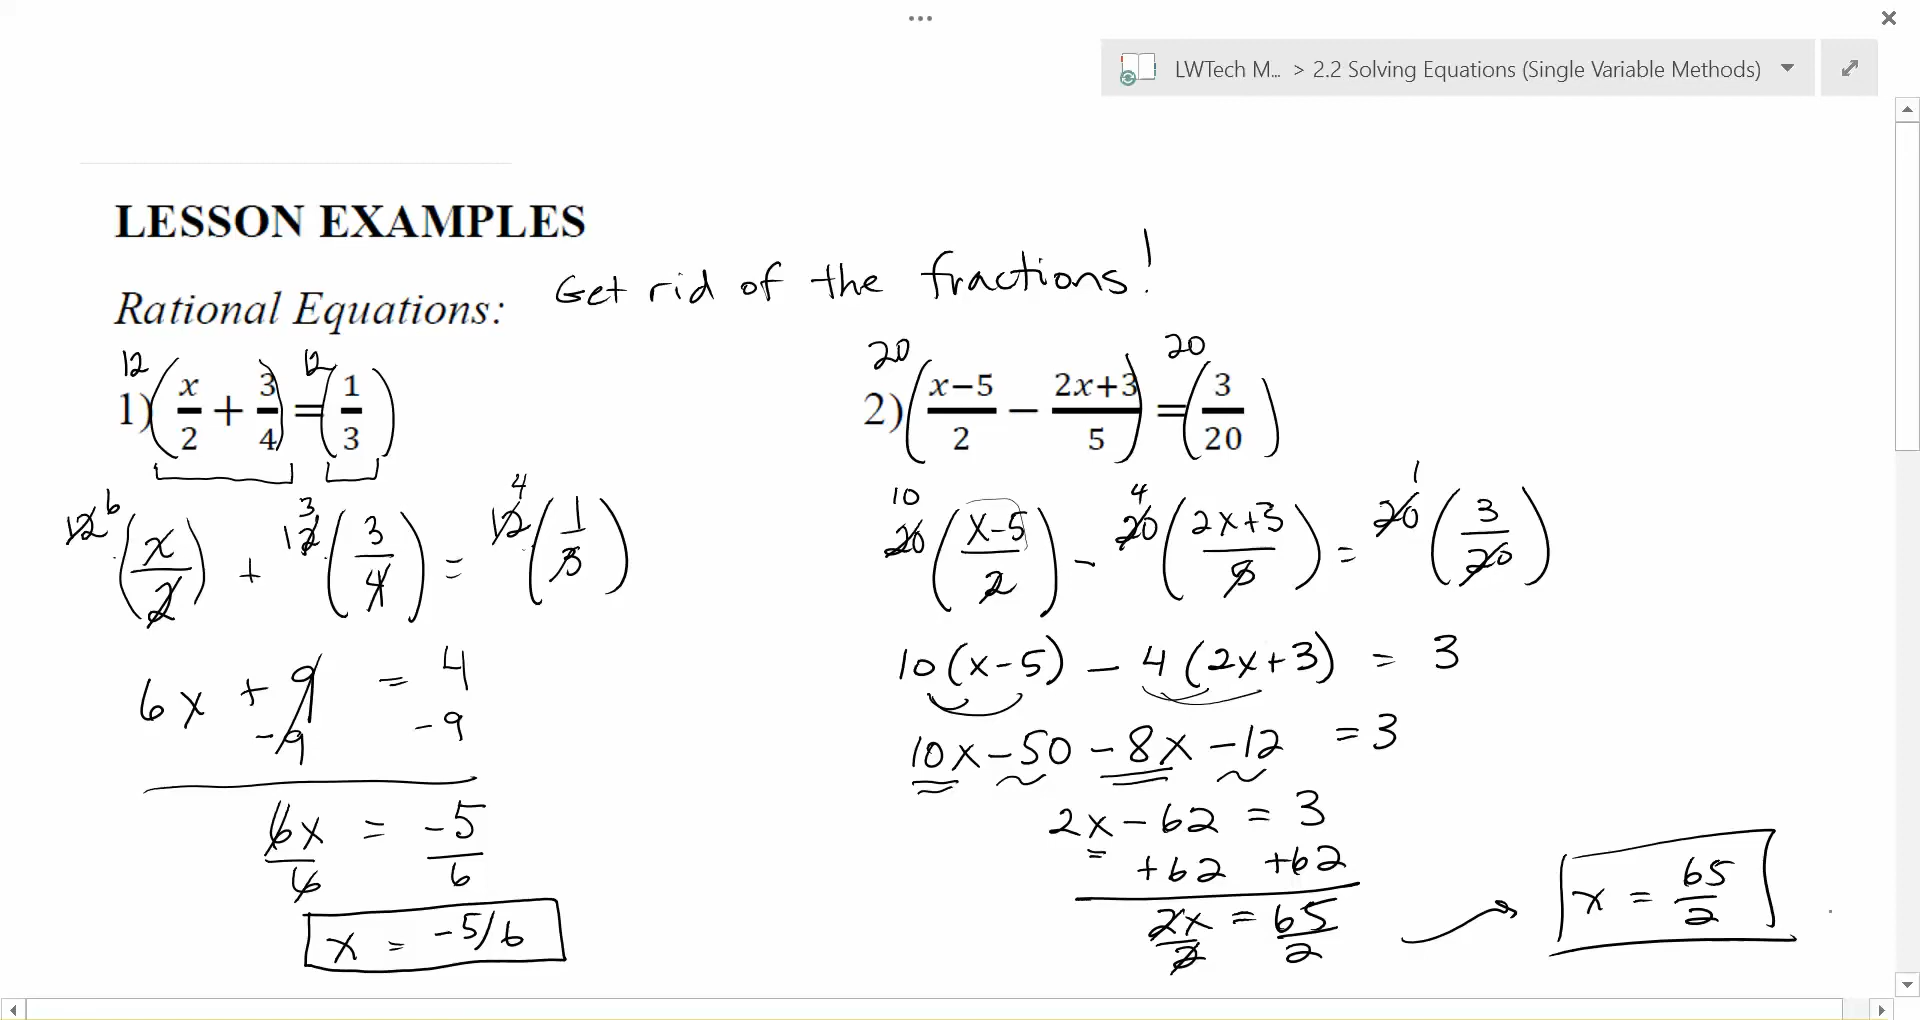 LWTech M... > 2.2 Solving Equations (Single Variable Methods)
LESSON EXAMPLES
Rational Equations: Get rid of the fractions!
1) 12(x/2 + 3/4) = 12(1/3)
12 6 (x/2) + 12 3 (3/4) = 12 4 (1/3)
6x + 9 = 4
-9 -9
6x/6 = -5/6
x = -5/6
2) 20((x-5)/2 - (2x+3)/5) = 20(3/20)
20 10 ((x-5)/2) - 20 4 ((2x+3)/5) = 20 1 (3/20)
10(x-5) - 4(2x+3) = 3
10x - 50 - 8x - 12 = 3
2x - 62 = 3
+62 +62
2x/2 = 65/2
x = 65/2